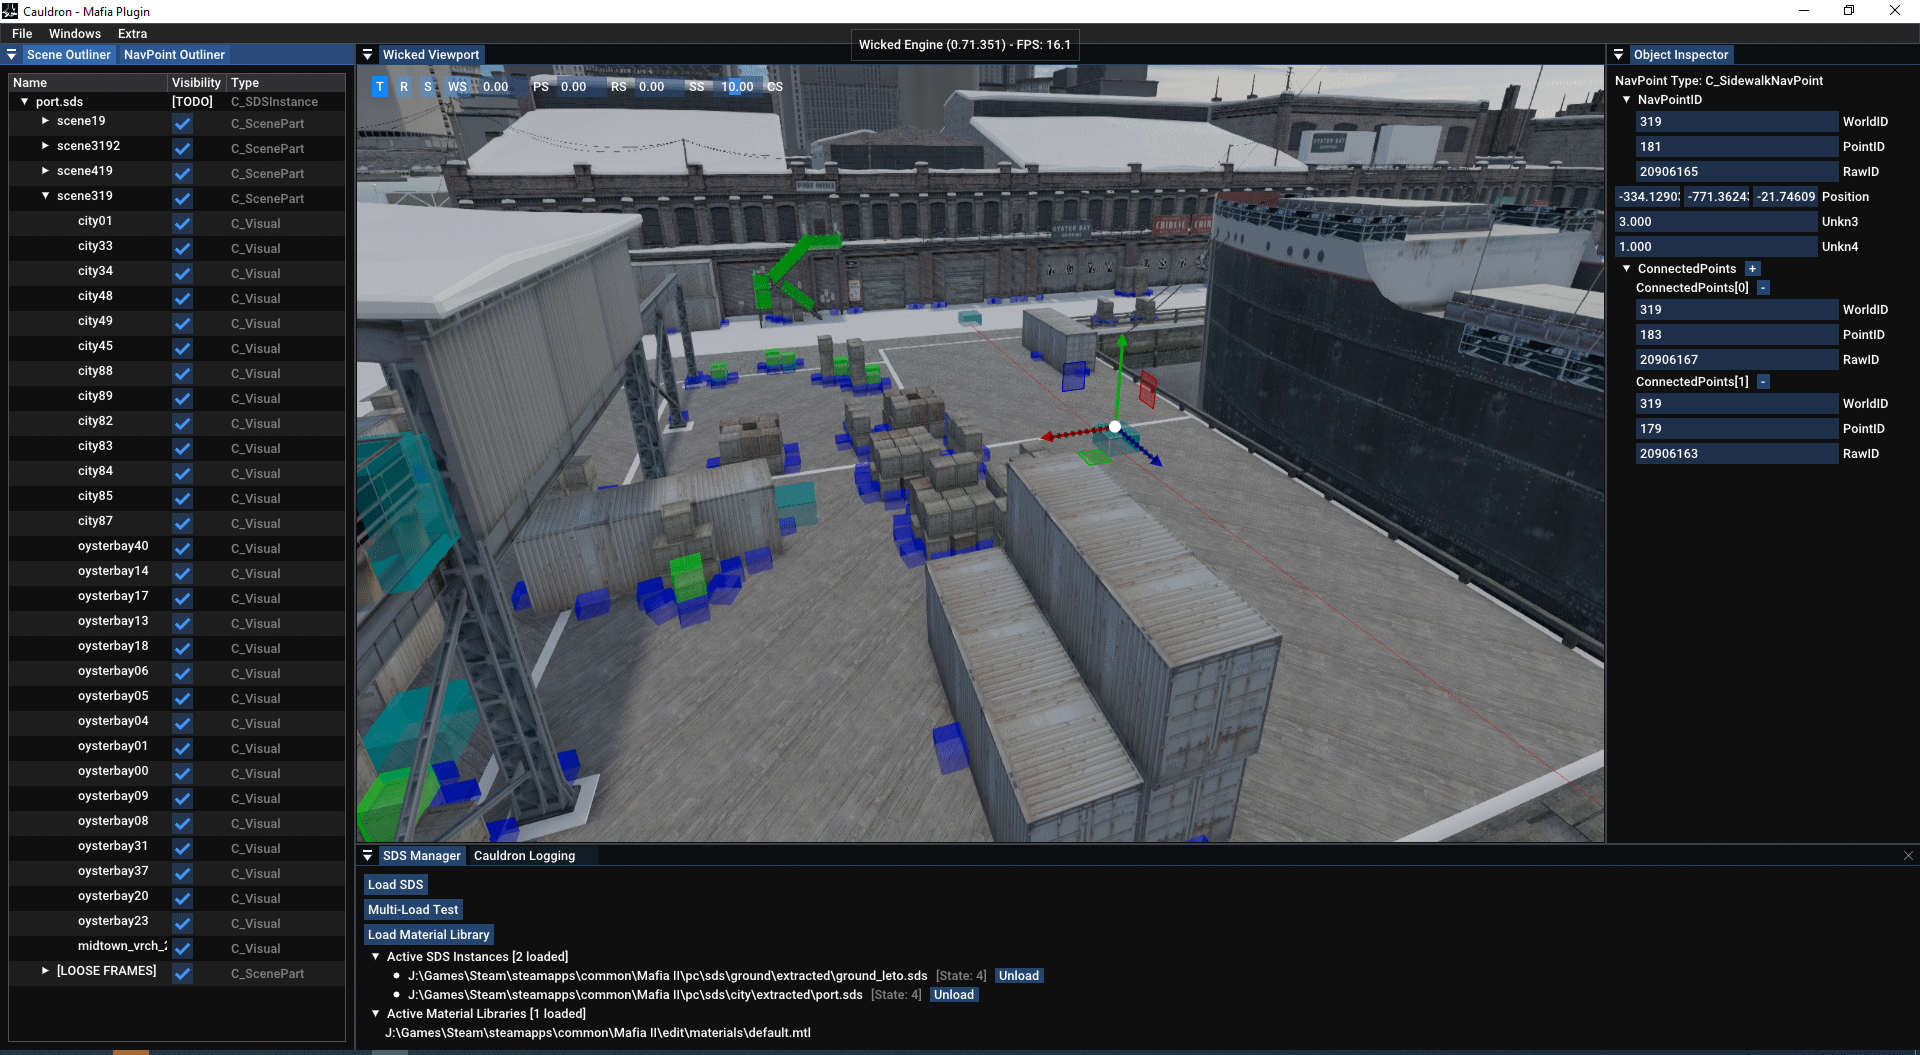 Cauldron - Mafia Plugin
File Windows Extra
Scene Outliner NavPoint Outliner
Name Visibility Type
port.sds [TODO] C_SDSInstance
scene19 C_ScenePart
scene3192 C_ScenePart
scene419 C_ScenePart
scene319 C_ScenePart
city01 C_Visual
city33 C_Visual
city34 C_Visual
city48 C_Visual
city49 C_Visual
city45 C_Visual
city88 C_Visual
city89 C_Visual
city82 C_Visual
city83 C_Visual
city84 C_Visual
city85 C_Visual
city87 C_Visual
oysterbay40 C_Visual
oysterbay14 C_Visual
oysterbay17 C_Visual
oysterbay13 C_Visual
oysterbay18 C_Visual
oysterbay06 C_Visual
oysterbay05 C_Visual
oysterbay04 C_Visual
oysterbay01 C_Visual
oysterbay00 C_Visual
oysterbay09 C_Visual
oysterbay08 C_Visual
oysterbay31 C_Visual
oysterbay37 C_Visual
oysterbay20 C_Visual
oysterbay23 C_Visual
midtown_vrch_2 C_Visual
[LOOSE FRAMES] C_ScenePart
Wicked Viewport
Wicked Engine (0.71.351) - FPS: 16.1
T R S WS 0.00 PS 0.00 RS 0.00 SS 10.00 CS
OYSTER BAY
OYSTER BAY
CHINESE
Object Inspector
NavPoint Type: C_SidewalkNavPoint
NavPointID
319 WorldID
181 PointID
20906165 RawID
-334.1290 -771.3624 -21.74609 Position
3.000 Unkn3
1.000 Unkn4
ConnectedPoints +
ConnectedPoints[0] -
319 WorldID
183 PointID
20906167 RawID
ConnectedPoints[1] -
319 WorldID
179 PointID
20906163 RawID
SDS Manager Cauldron Logging
Load SDS
Multi-Load Test
Load Material Library
Active SDS Instances [2 loaded]
J:\Games\Steam\steamapps\common\Mafia II\pc\sds\ground\extracted\ground_leto.sds [State: 4] Unload
J:\Games\Steam\steamapps\common\Mafia II\pc\sds\city\extracted\port.sds [State: 4] Unload
Active Material Libraries [1 loaded]
J:\Games\Steam\steamapps\common\Mafia II\edit\materials\default.mtl